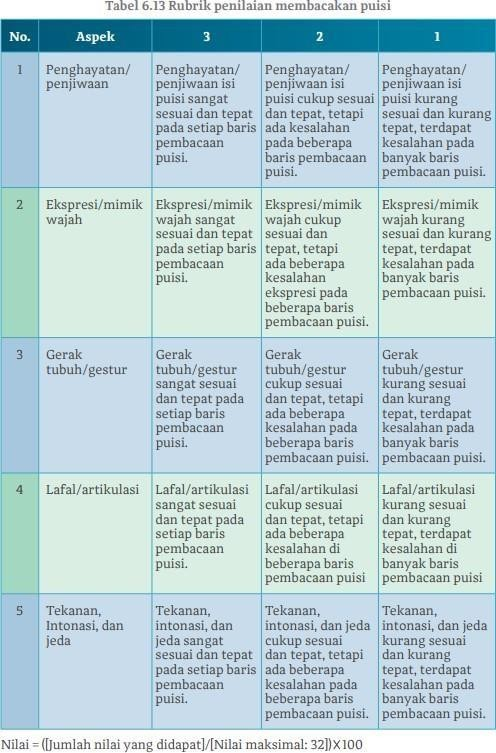 Tabel 6.13 Rubrik penilaian membacakan puisi
No. Aspek 3 2 1
1
Penghayatan/
penjiwaan
Penghayatan/
penjiwaan isi
puisi sangat
sesuai dan tepat
pada setiap baris
pembacaan
puisi.
Penghayatan/
penjiwaan isi
puisi cukup sesuai
dan tepat, tetapi
ada kesalahan
pada beberapa
baris pembacaan
puisi.
Penghayatan/
penjiwaan isi
puisi kurang
sesuai dan kurang
tepat, terdapat
kesalahan pada
banyak baris
pembacaan puisi.
2
Ekspresi/mimik
wajah
Ekspresi/mimik
wajah sangat
sesuai dan tepat
pada setiap baris
pembacaan
puisi.
Ekspresi/mimik
wajah cukup
sesuai dan
tepat, tetapi
ada beberapa
kesalahan
ekspresi pada
beberapa baris
pembacaan puisi.
Ekspresi/mimik
wajah kurang
sesuai dan kurang
tepat, terdapat
kesalahan pada
banyak baris
pembacaan puisi.
3
Gerak
tubuh/gestur
Gerak
tubuh/gestur
sangat sesuai
dan tepat pada
setiap baris
pembacaan
puisi.
Gerak
tubuh/gestur
cukup sesuai
dan tepat, tetapi
ada beberapa
kesalahan pada
beberapa baris
pembacaan puisi.
Gerak
tubuh/gestur
kurang sesuai
dan kurang
tepat, terdapat
kesalahan pada
banyak baris
pembacaan puisi.
4
Lafal/artikulasi
Lafal/artikulasi
sangat sesuai
dan tepat pada
setiap baris
pembacaan
puisi.
Lafal/artikulasi
cukup sesuai
dan tepat, tetapi
ada beberapa
kesalahan di
beberapa baris
pembacaan puisi
Lafal/artikulasi
kurang sesuai
dan kurang
tepat, terdapat
kesalahan di
banyak baris
pembacaan puisi
5
Tekanan,
Intonasi, dan
jeda
Tekanan,
intonasi, dan
jeda sangat
sesuai dan tepat
pada setiap baris
pembacaan
puisi.
Tekanan,
intonasi, dan jeda
cukup sesuai
dan tepat, tetapi
ada beberapa
kesalahan pada
beberapa baris
pembacaan puisi.
Tekanan,
intonasi, dan jeda
kurang sesuai
dan kurang
tepat, terdapat
kesalahan pada
banyak baris
pembacaan puisi.
Nilai = ([Jumlah nilai yang didapat]/[Nilai maksimal: 32])X100